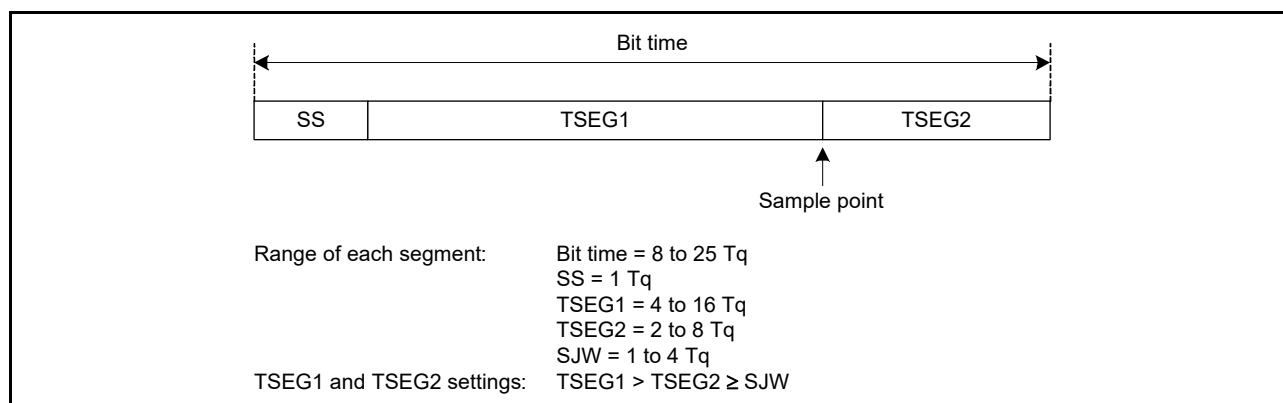 Bit time
SS TSEG1 TSEG2
Sample point
Range of each segment: Bit time = 8 to 25 Tq
SS = 1 Tq
TSEG1 = 4 to 16 Tq
TSEG2 = 2 to 8 Tq
SJW = 1 to 4 Tq
TSEG1 and TSEG2 settings: TSEG1 > TSEG2 ≥ SJW